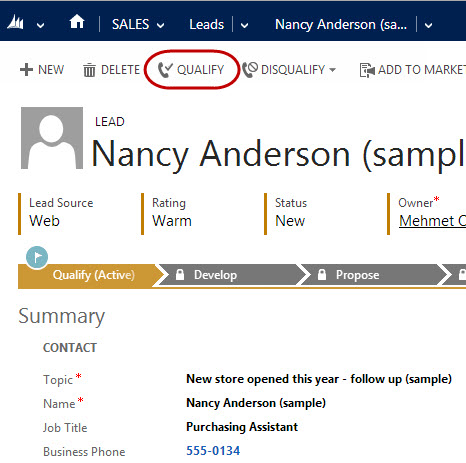 SALES Leads Nancy Anderson (sa...
NEW DELETE QUALIFY DISQUALIFY ADD TO MARKET
LEAD
Nancy Anderson (sampl
Lead Source Rating Status Owner*
Web Warm New Mehmet
Qualify (Active) Develop Propose
Summary
CONTACT
Topic * New store opened this year - follow up (sample)
Name * Nancy Anderson (sample)
Job Title Purchasing Assistant
Business Phone 555-0134